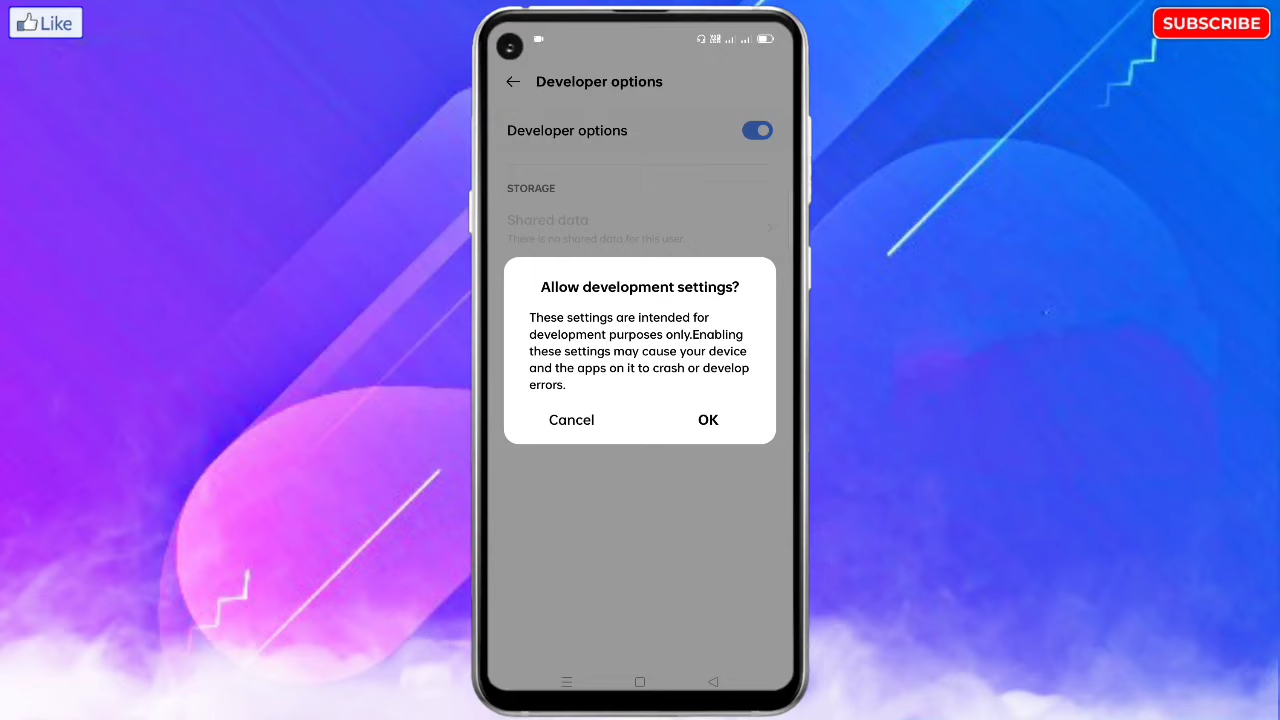 Like
SUBSCRIBE
Developer options
Developer options
STORAGE
Shared data
There is no shared data for this user.
Allow development settings?
These settings are intended for
development purposes only.Enabling
these settings may cause your device
and the apps on it to crash or develop
errors.
Cancel OK